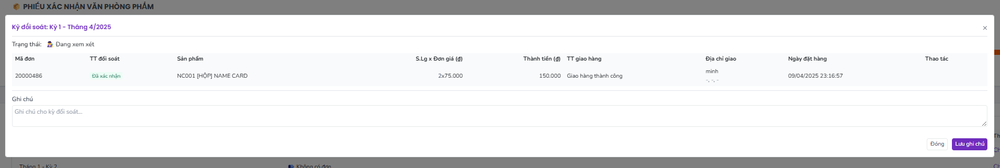 PHIẾU XÁC NHẬN VĂN PHÒNG PHẨM
Kỳ đối soát: Kỳ 1 - Tháng 4/2025
×
Trạng thái: Đang xem xét
Mã đơn TT đối soát Sản phẩm S.Lg x Đơn giá (₫) Thành tiền (₫) TT giao hàng Địa chỉ giao Ngày đặt hàng Thao tác
20000486 Đã xác nhận NC001 [HỘP] NAME CARD 2x75.000 150.000 Giao hàng thành công minh 09/04/2025 23:16:57
-, -, -
Ghi chú
Ghi chú cho kỳ đối soát...
Đóng Lưu ghi chú
Tháng 1 - Kỳ 2 Không có đơn